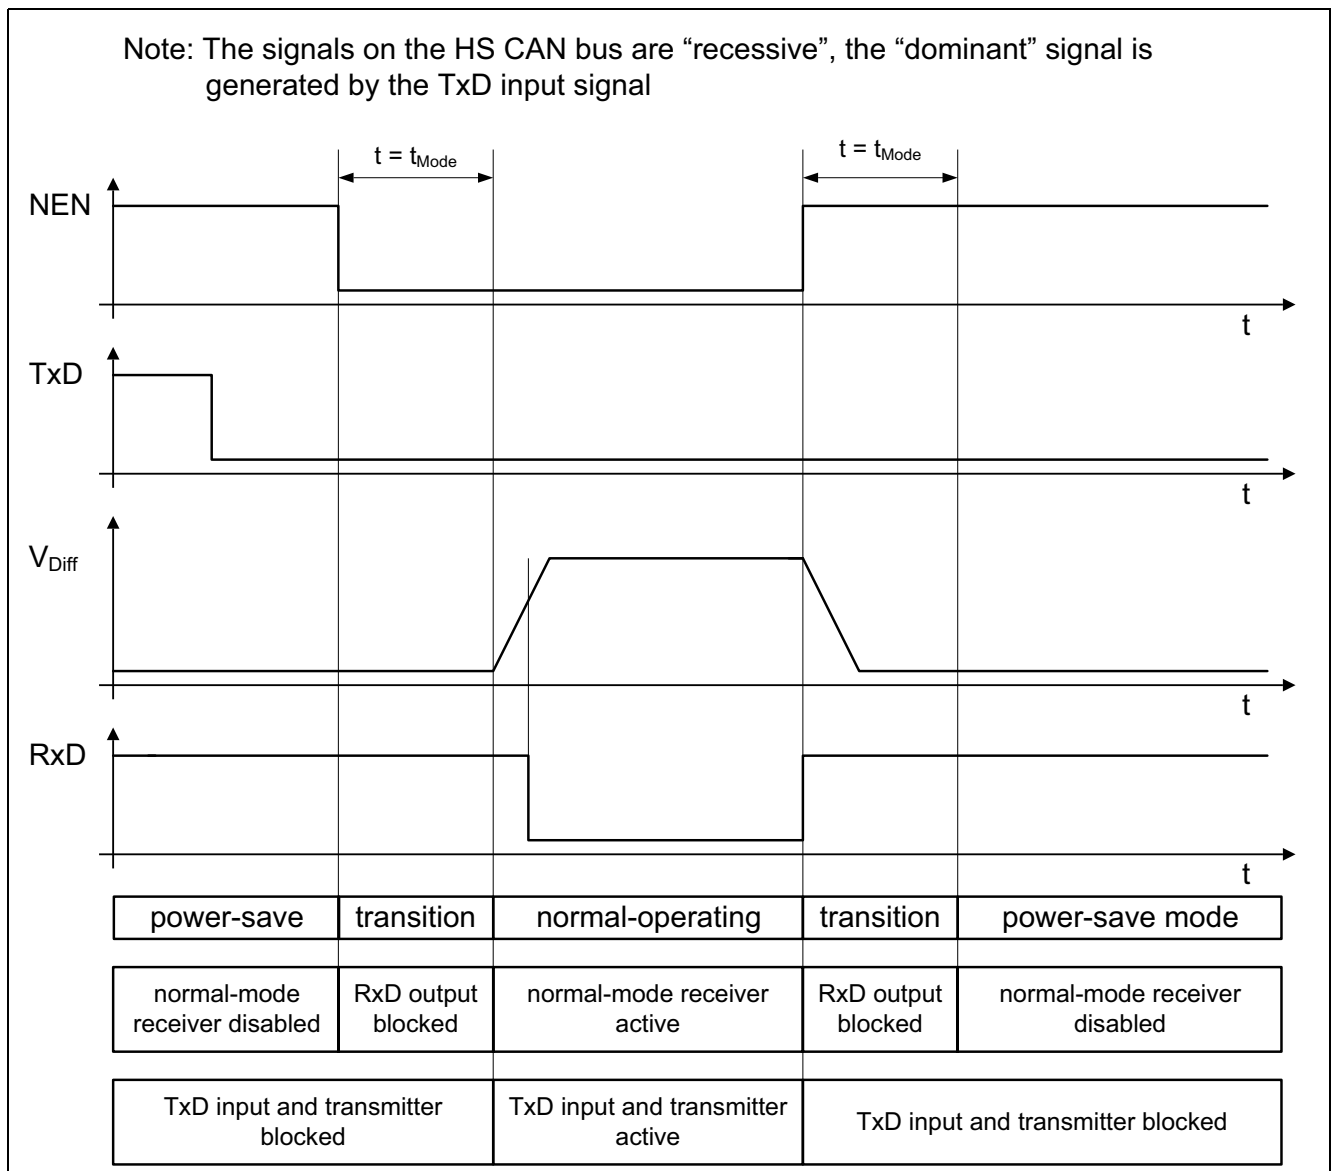 Note: The signals on the HS CAN bus are “recessive”, the “dominant” signal is
generated by the TxD input signal
t = tMode
t = tMode
NEN
t
TxD
t
VDiff
t
RxD
t
power-save
transition
normal-operating
transition
power-save mode
normal-mode
receiver disabled
RxD output
blocked
normal-mode receiver
active
RxD output
blocked
normal-mode receiver
disabled
TxD input and transmitter
blocked
TxD input and transmitter
active
TxD input and transmitter blocked